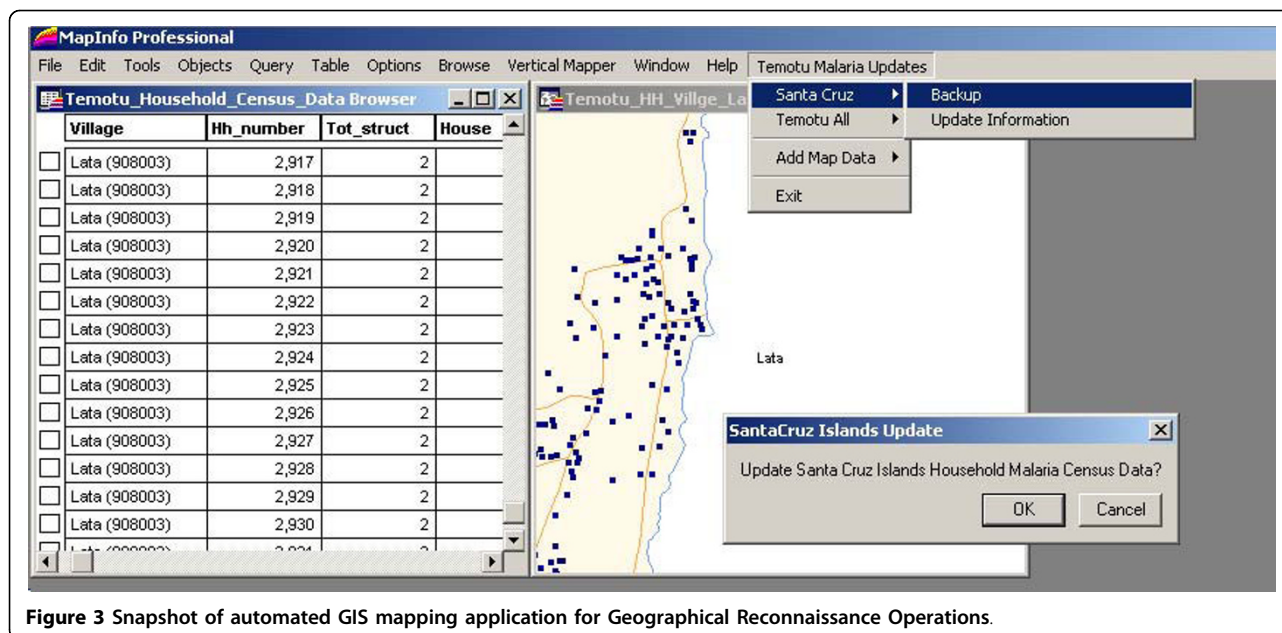 MapInfo Professional
File Edit Tools Objects Query Table Options Browse Vertical Mapper Window Help Temotu Malaria Updates
Temotu_Household_Census_Data Browser
Village Hh_number Tot_struct House
Lata (908003) 2,917 2
Lata (908003) 2,918 2
Lata (908003) 2,919 2
Lata (908003) 2,920 2
Lata (908003) 2,921 2
Lata (908003) 2,922 2
Lata (908003) 2,923 2
Lata (908003) 2,924 2
Lata (908003) 2,925 2
Lata (908003) 2,926 2
Lata (908003) 2,927 2
Lata (908003) 2,928 2
Lata (908003) 2,929 2
Lata (908003) 2,930 2
Temotu_HH_Villge_La
Santa Cruz
Temotu All
Add Map Data
Exit
Backup
Update Information
Lata
SantaCruz Islands Update
Update Santa Cruz Islands Household Malaria Census Data?
OK Cancel
Figure 3 Snapshot of automated GIS mapping application for Geographical Reconnaissance Operations.